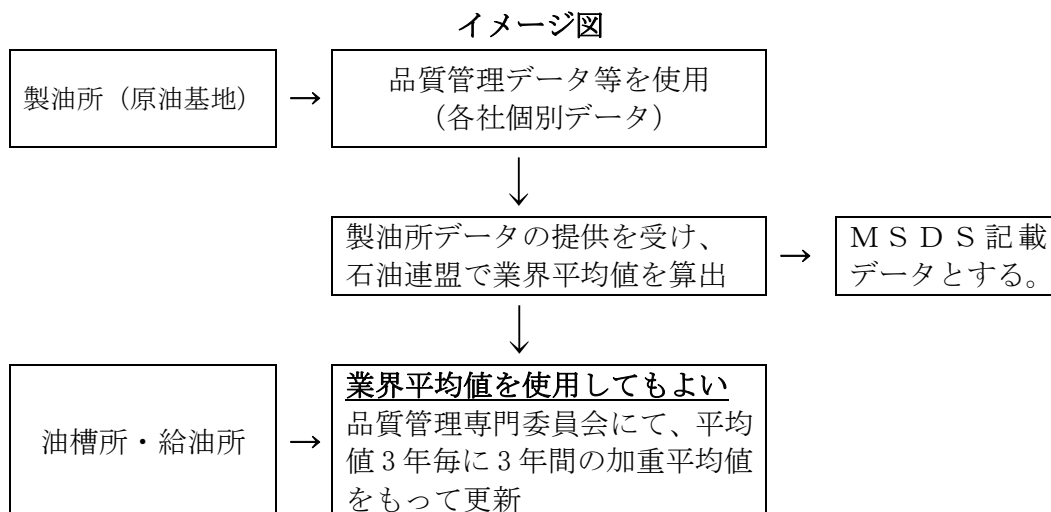 イメージ図
製油所（原油基地）
→
品質管理データ等を使用
（各社個別データ）
↓
製油所データの提供を受け、
石油連盟で業界平均値を算出
→
ＭＳＤＳ記載
データとする。
↓
油槽所・給油所
→
業界平均値を使用してもよい
品質管理専門委員会にて、平均
値３年毎に３年間の加重平均値
をもって更新